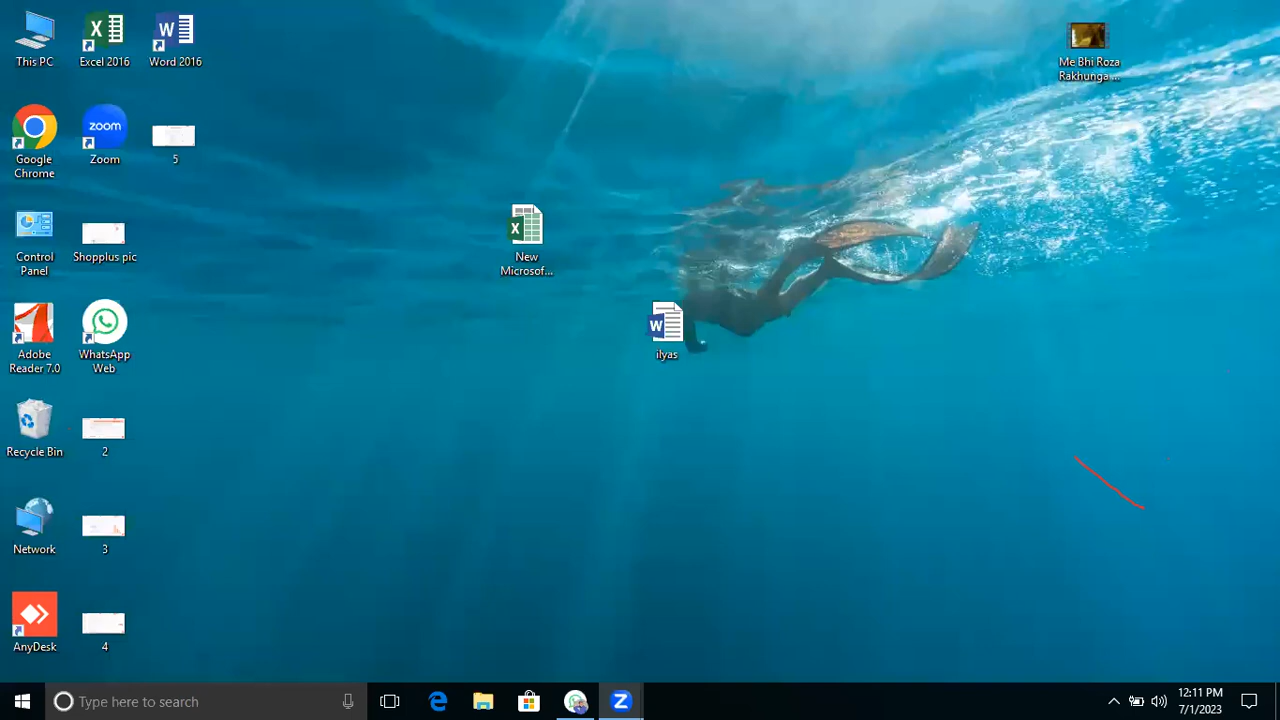 This PC
Excel 2016
Word 2016
Me Bhi Roza
Rakhunga ...
Google
Chrome
zoom
Zoom
5
Control
Panel
Shopplus pic
New
Microsof...
Adobe
Reader 7.0
WhatsApp
Web
ilyas
Recycle Bin
2
Network
3
AnyDesk
4
Type here to search
12:11 PM
7/1/2023